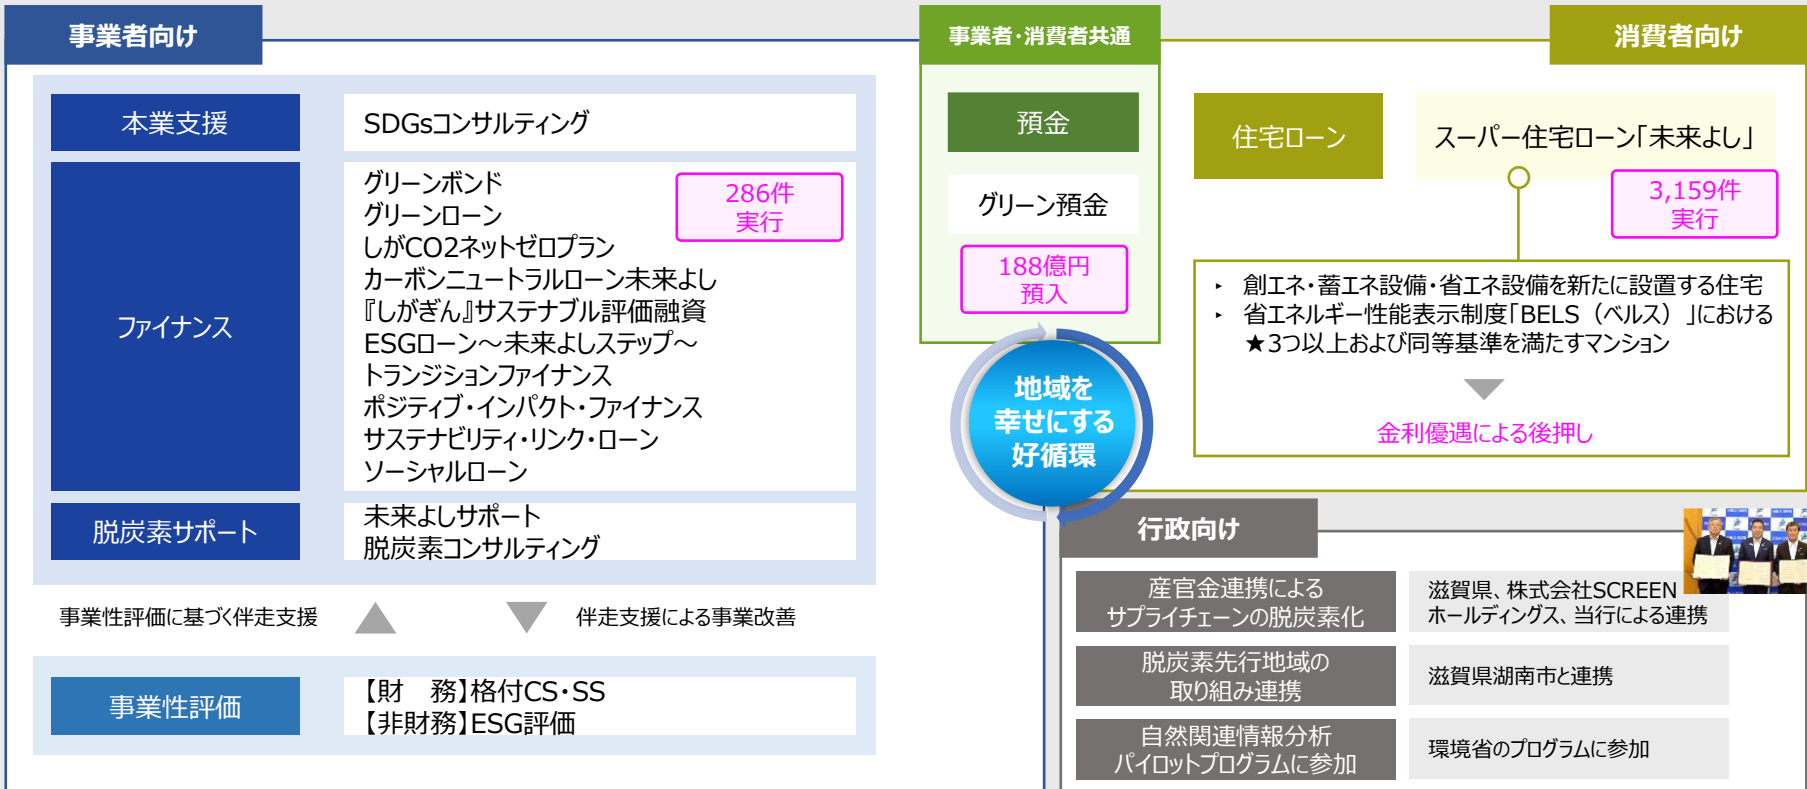 事業者向け
本業支援
SDGsコンサルティング
ファイナンス
グリーンボンド
グリーンローン
しがCO2ネットゼロプラン
カーボンニュートラルローン未来よし
『しがぎん』サステナブル評価融資
ESGローン～未来よしステップ～
トランジションファイナンス
ポジティブ・インパクト・ファイナンス
サステナビリティ・リンク・ローン
ソーシャルローン
286件
実行
脱炭素サポート
未来よしサポート
脱炭素コンサルティング
事業性評価に基づく伴走支援
伴走支援による事業改善
事業性評価
【財　務】格付CS・SS
【非財務】ESG評価
事業者・消費者共通
預金
グリーン預金
188億円
預入
地域を
幸せにする
好循環
消費者向け
住宅ローン
スーパー住宅ローン「未来よし」
3,159件
実行
‣ 創エネ・蓄エネ設備・省エネ設備を新たに設置する住宅
‣ 省エネルギー性能表示制度「BELS（ベルス）」における
★3つ以上および同等基準を満たすマンション
金利優遇による後押し
行政向け
産官金連携による
サプライチェーンの脱炭素化
滋賀県、株式会社SCREEN
ホールディングス、当行による連携
脱炭素先行地域の
取り組み連携
滋賀県湖南市と連携
自然関連情報分析
パイロットプログラムに参加
環境省のプログラムに参加